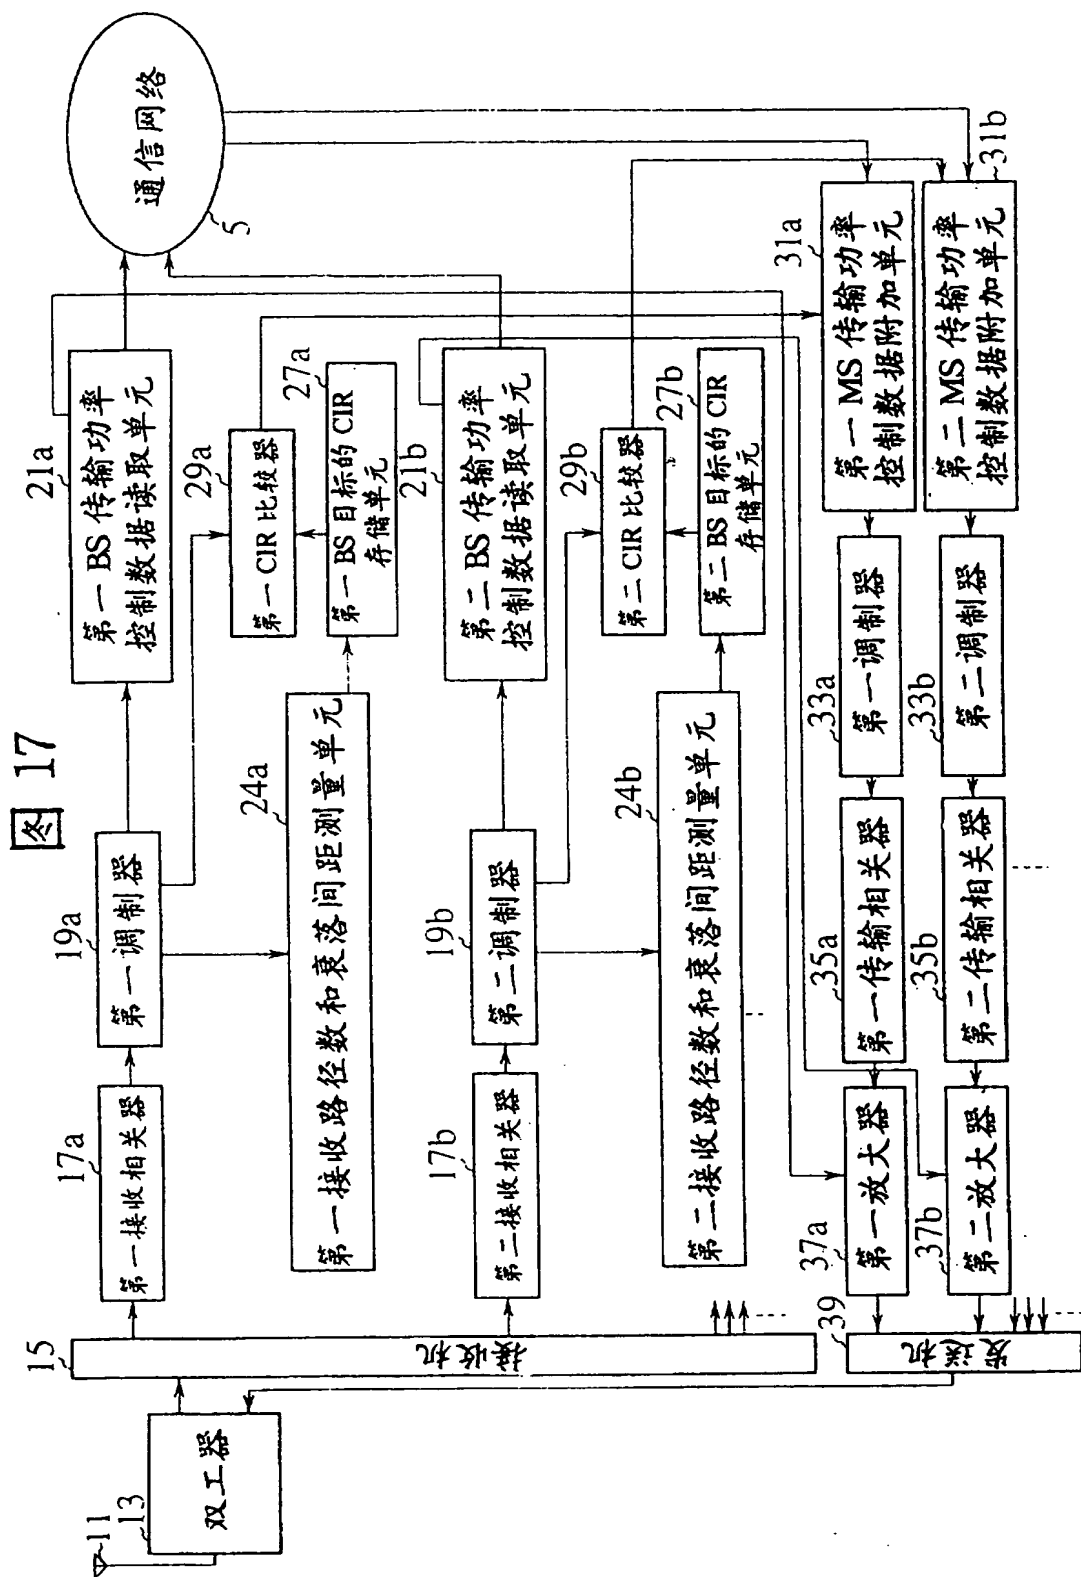 图 17
11
13
双工器
15
接收机
17a
第一接收相关器
19a
第一调制器
21a
第一 BS 传输功率
控制数据读取单元
通信网络
5
24a
第一接收路径数和衰落间距测量单元
29a
第一 CIR 比较器
27a
第一 BS 目标的 CIR
存储单元
17b
第二接收相关器
19b
第二调制器
21b
第二 BS 传输功率
控制数据读取单元
24b
第二接收路径数和衰落间距测量单元
29b
第二 CIR 比较器
27b
第二 BS 目标的 CIR
存储单元
39
发送机
37a
第一放大器
35a
第一传输相关器
33a
第一调制器
31a
第一 MS 传输功率
控制数据附加单元
37b
第二放大器
35b
第二传输相关器
33b
第二调制器
31b
第二 MS 传输功率
控制数据附加单元